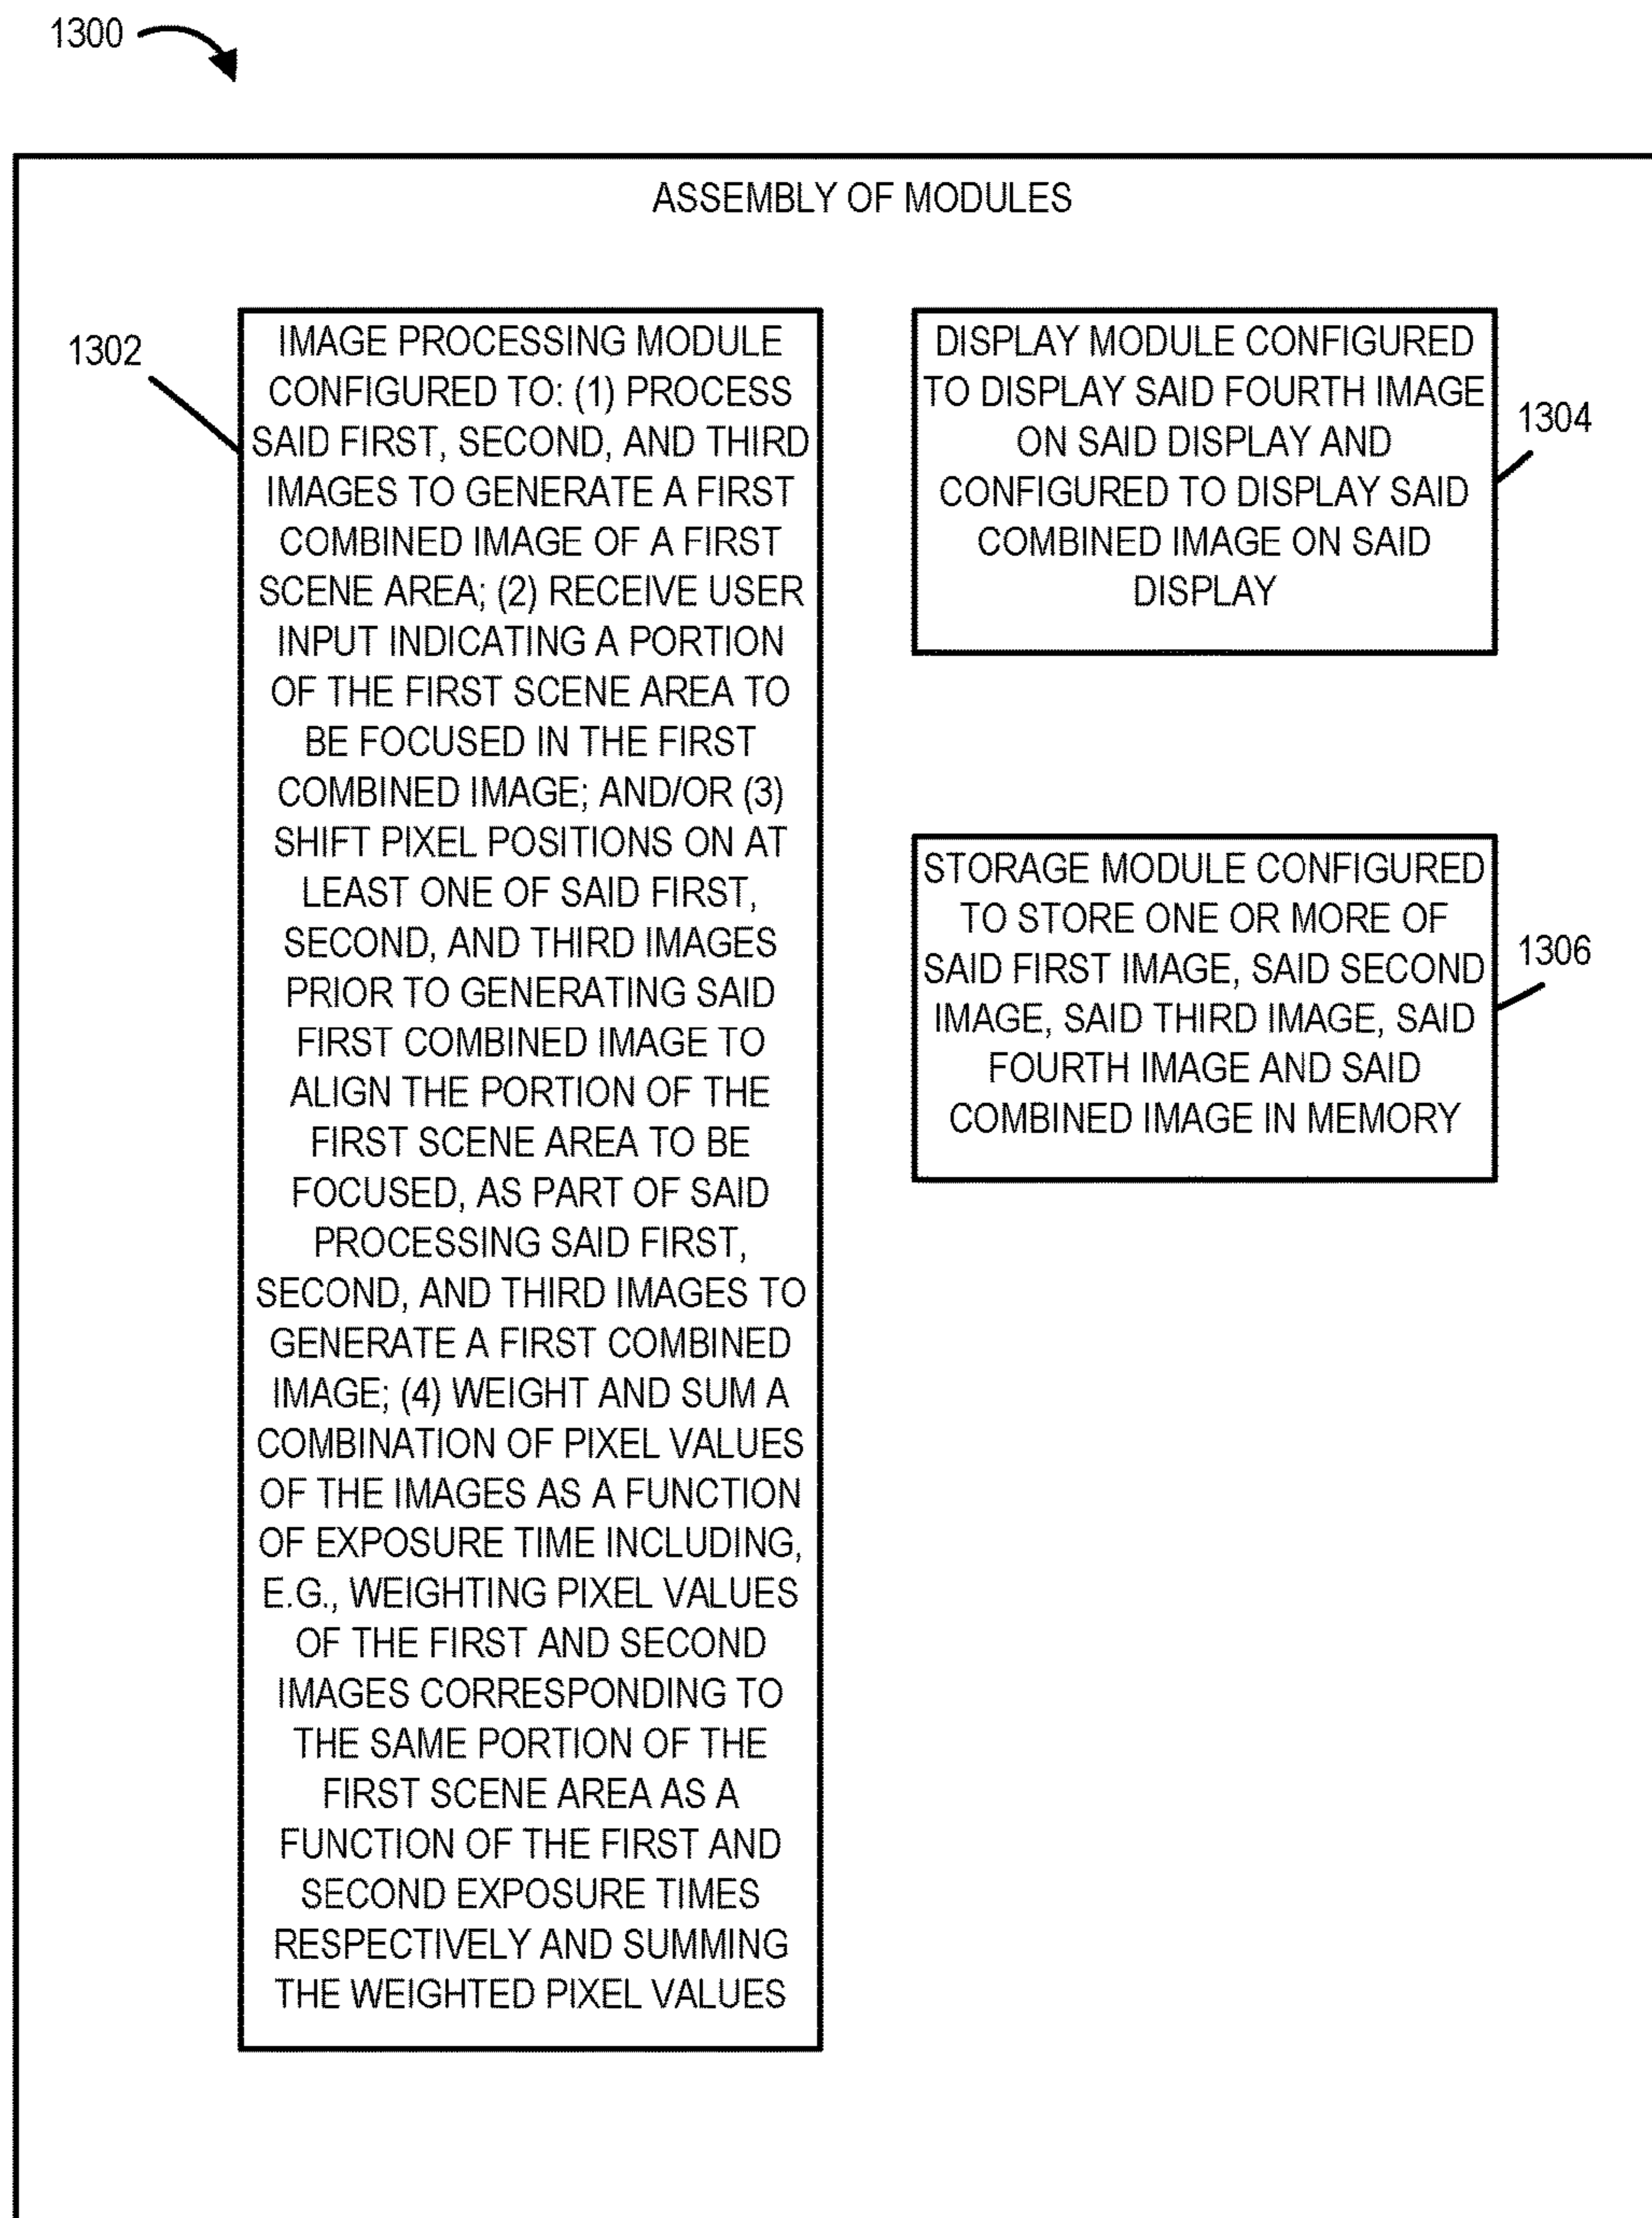 1300
ASSEMBLY OF MODULES
1302
IMAGE PROCESSING MODULE
CONFIGURED TO: (1) PROCESS
SAID FIRST, SECOND, AND THIRD
IMAGES TO GENERATE A FIRST
COMBINED IMAGE OF A FIRST
SCENE AREA; (2) RECEIVE USER
INPUT INDICATING A PORTION
OF THE FIRST SCENE AREA TO
BE FOCUSED IN THE FIRST
COMBINED IMAGE; AND/OR (3)
SHIFT PIXEL POSITIONS ON AT
LEAST ONE OF SAID FIRST,
SECOND, AND THIRD IMAGES
PRIOR TO GENERATING SAID
FIRST COMBINED IMAGE TO
ALIGN THE PORTION OF THE
FIRST SCENE AREA TO BE
FOCUSED, AS PART OF SAID
PROCESSING SAID FIRST,
SECOND, AND THIRD IMAGES TO
GENERATE A FIRST COMBINED
IMAGE; (4) WEIGHT AND SUM A
COMBINATION OF PIXEL VALUES
OF THE IMAGES AS A FUNCTION
OF EXPOSURE TIME INCLUDING,
E.G., WEIGHTING PIXEL VALUES
OF THE FIRST AND SECOND
IMAGES CORRESPONDING TO
THE SAME PORTION OF THE
FIRST SCENE AREA AS A
FUNCTION OF THE FIRST AND
SECOND EXPOSURE TIMES
RESPECTIVELY AND SUMMING
THE WEIGHTED PIXEL VALUES
DISPLAY MODULE CONFIGURED
TO DISPLAY SAID FOURTH IMAGE
ON SAID DISPLAY AND
CONFIGURED TO DISPLAY SAID
COMBINED IMAGE ON SAID
DISPLAY
1304
STORAGE MODULE CONFIGURED
TO STORE ONE OR MORE OF
SAID FIRST IMAGE, SAID SECOND
IMAGE, SAID THIRD IMAGE, SAID
FOURTH IMAGE AND SAID
COMBINED IMAGE IN MEMORY
1306